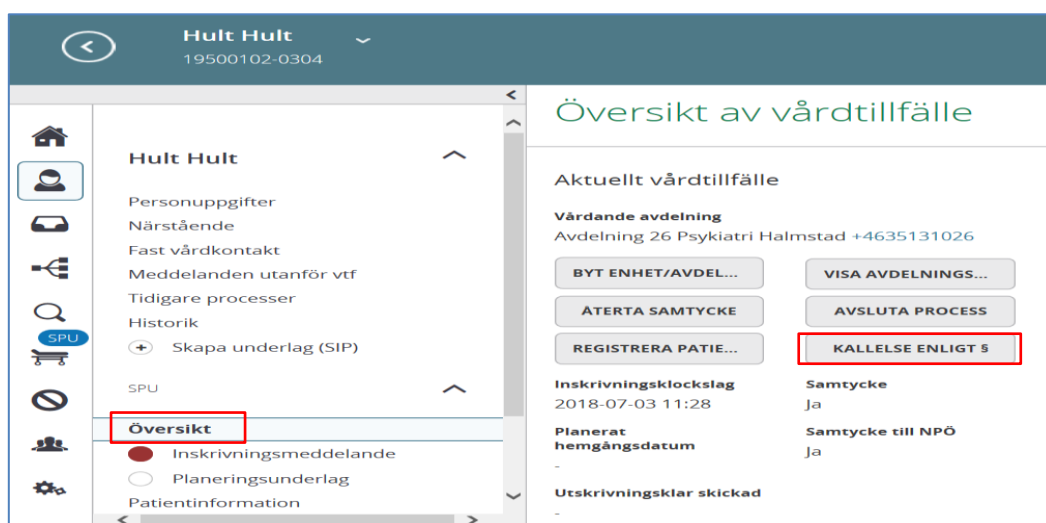 Hult Hult
19500102-0304
Hult Hult
Personuppgifter
Närstående
Fast vårdkontakt
Meddelanden utanför vtf
Tidigare processer
Historik
Skapa underlag (SIP)
SPU
SPU
Översikt
Inskrivningsmeddelande
Planeringsunderlag
Patientinformation
Översikt av vårdtillfälle
Aktuellt vårdtillfälle
Vårdande avdelning
Avdelning 26 Psykiatri Halmstad +4635131026
BYT ENHET/AVDEL... VISA AVDELNINGS...
ÅTERTA SAMTYCKE AVSLUTA PROCESS
REGISTRERA PATIE... KALLELSE ENLIGT §
Inskrivningsklockslag Samtycke
2018-07-03 11:28 Ja
Planerat Samtycke till NPÖ
hemgångsdatum Ja
-
Utskrivningsklar skickad
-